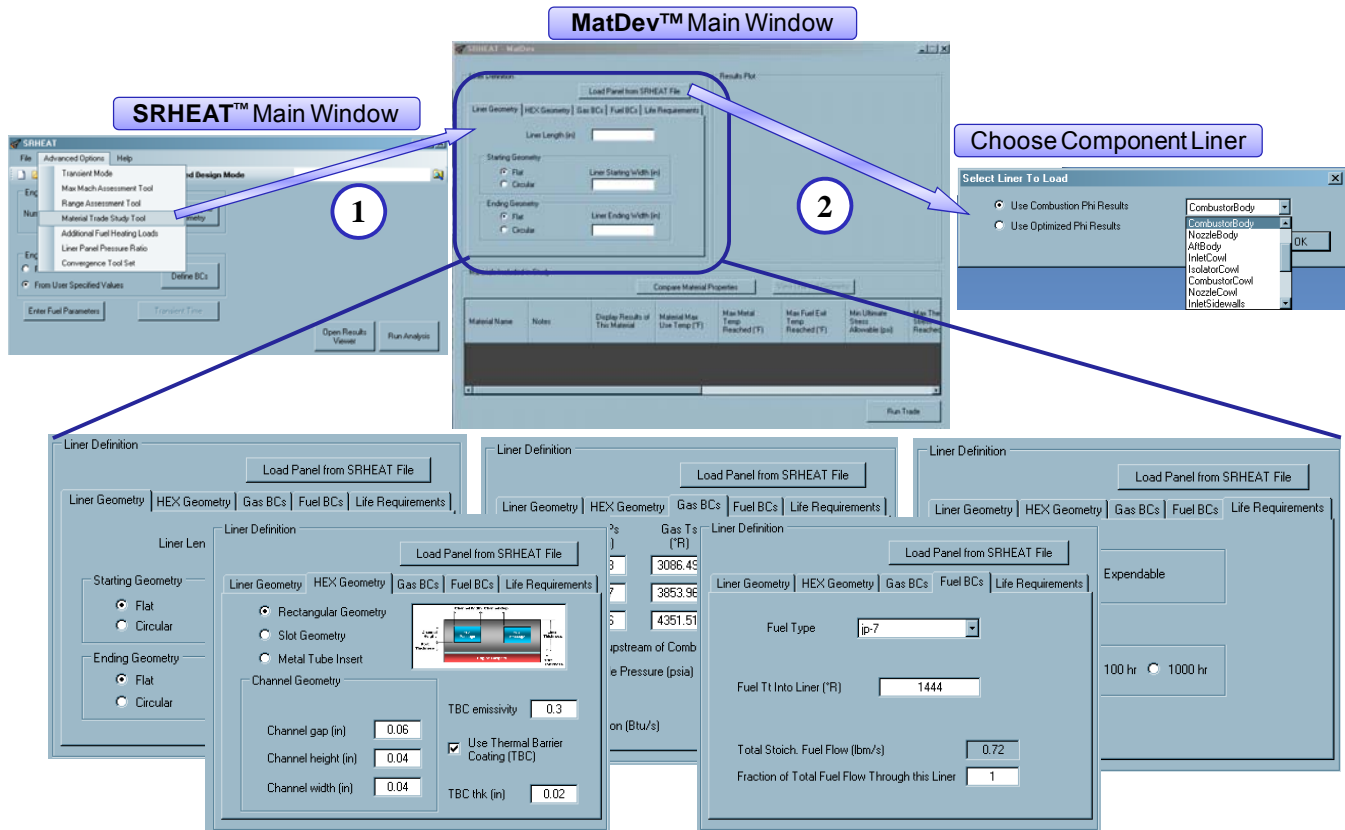 MatDev™ Main Window
SRHEAT™ Main Window
Choose Component Liner
SRHEAT
File Advanced Options Help
Transient Mode
Max Mach Assessment Tool
Range Assessment Tool
Material Trade Study Tool
Additional Fuel Heating Loads
Liner Panel Pressure Ratio
Convergence Tool Set
Design Mode
From User Specified Values
Define BCs
Enter Fuel Parameters
Transient Time
Open Results Viewer
Run Analysis
1
SRHEAT - MatDev
Liner Definition
Results Plot
Load Panel from SRHEAT File
Liner Geometry HEX Geometry Gas BCs Fuel BCs Life Requirements
Liner Length (in)
Starting Geometry
Flat
Circular
Liner Starting Width (in)
Ending Geometry
Flat
Circular
Liner Ending Width (in)
Compare Material Properties
Material Name
Notes
Display Results of This Material
Material Max Use Temp (°F)
Max Metal Temp Reached (°F)
Max Fuel Exit Temp Reached (°F)
Min Ultimate Stress Allowable (psi)
Run Trade
2
Select Liner To Load
Use Combustion Phi Results
Use Optimized Phi Results
CombustorBody
CombustorBody
NozzleBody
AftBody
InletCowl
IsolatorCowl
CombustorCowl
NozzleCowl
InletSidewalls
OK
Liner Definition
Load Panel from SRHEAT File
Liner Geometry HEX Geometry Gas BCs Fuel BCs Life Requirements
Liner Len
Starting Geometry
Flat
Circular
Ending Geometry
Flat
Circular
Liner Definition
Load Panel from SRHEAT File
Liner Geometry HEX Geometry Gas BCs Fuel BCs Life Requirements
Rectangular Geometry
Slot Geometry
Metal Tube Insert
Channel Geometry
Channel gap (in) 0.06
Channel height (in) 0.04
Channel width (in) 0.04
TBC emissivity 0.3
Use Thermal Barrier Coating (TBC)
TBC thk (in) 0.02
Liner Definition
Load Panel from SRHEAT File
Liner Geometry HEX Geometry Gas BCs Fuel BCs Life Requirements
Gas Ts
(°R)
3086.49
3853.98
4351.51
upstream of Comb
e Pressure (psia)
on (Btu/s)
Liner Definition
Load Panel from SRHEAT File
Liner Geometry HEX Geometry Gas BCs Fuel BCs Life Requirements
Fuel Type jp-7
Fuel Tt Into Liner (°R) 1444
Total Stoich. Fuel Flow (lbm/s) 0.72
Fraction of Total Fuel Flow Through this Liner 1
Liner Definition
Load Panel from SRHEAT File
Liner Geometry HEX Geometry Gas BCs Fuel BCs Life Requirements
Expendable
100 hr 1000 hr